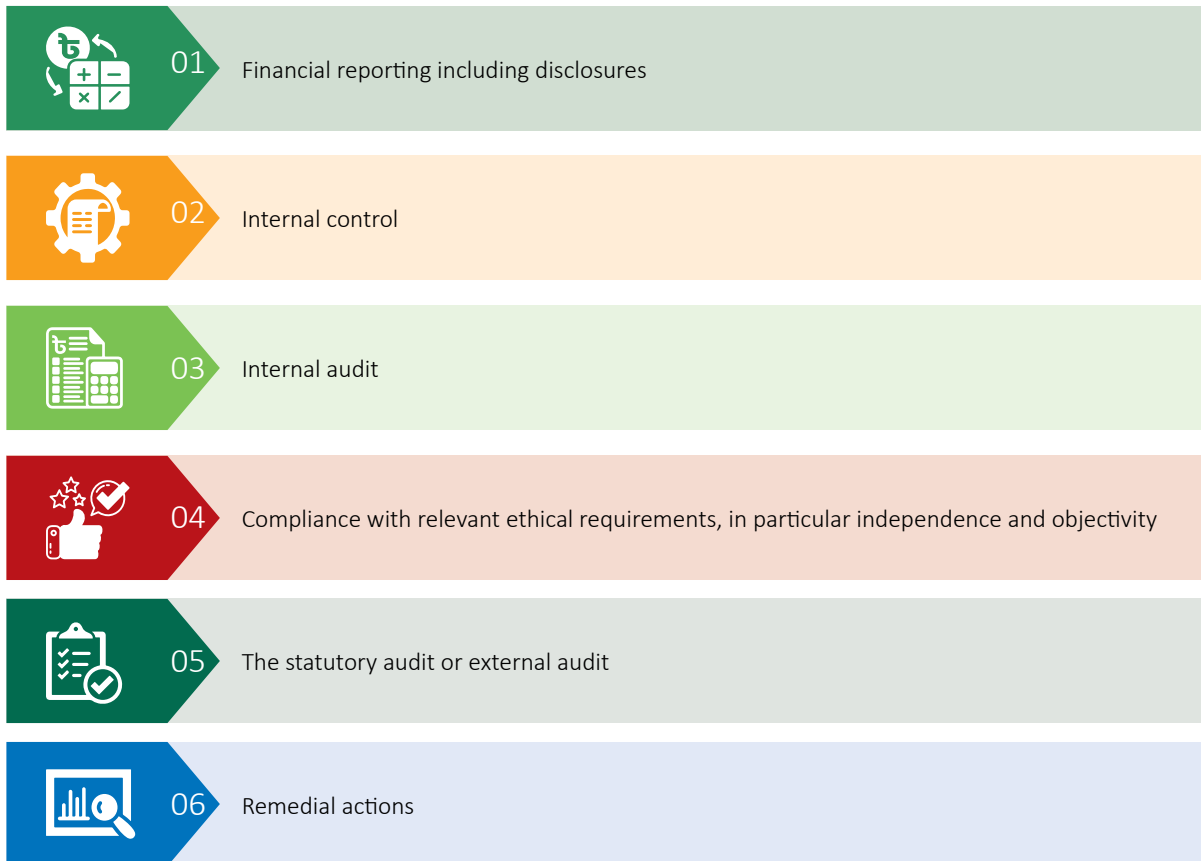 ৳
01
Financial reporting including disclosures
02
Internal control
৳
03
Internal audit
04
Compliance with relevant ethical requirements, in particular independence and objectivity
05
The statutory audit or external audit
06
Remedial actions